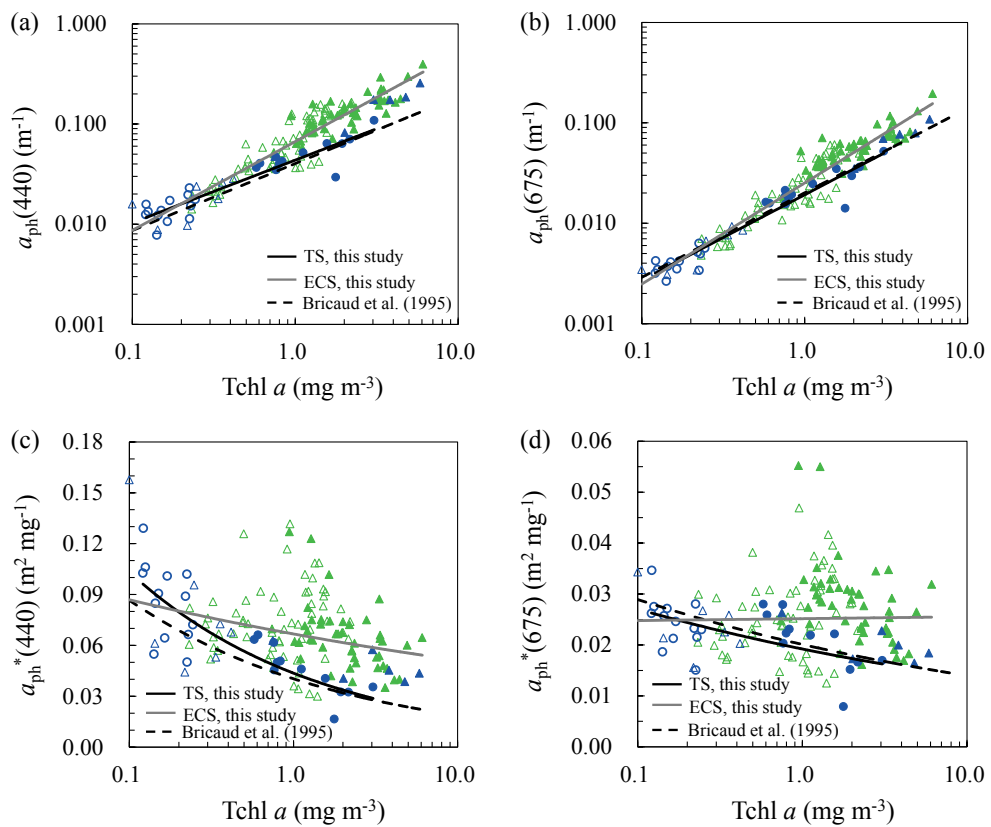 (a)
1.000
0.100
0.010
0.001
aph(440) (m-1)
TS, this study
ECS, this study
Bricaud et al. (1995)
0.1 1.0 10.0
Tchl a (mg m-3)
(b)
1.000
0.100
0.010
0.001
aph(675) (m-1)
TS, this study
ECS, this study
Bricaud et al. (1995)
0.1 1.0 10.0
Tchl a (mg m-3)
(c)
0.18
0.15
0.12
0.09
0.06
0.03
0.00
aph*(440) (m2 mg-1)
TS, this study
ECS, this study
Bricaud et al. (1995)
0.1 1.0 10.0
Tchl a (mg m-3)
(d)
0.06
0.05
0.04
0.03
0.02
0.01
0.00
aph*(675) (m2 mg-1)
TS, this study
ECS, this study
Bricaud et al. (1995)
0.1 1.0 10.0
Tchl a (mg m-3)